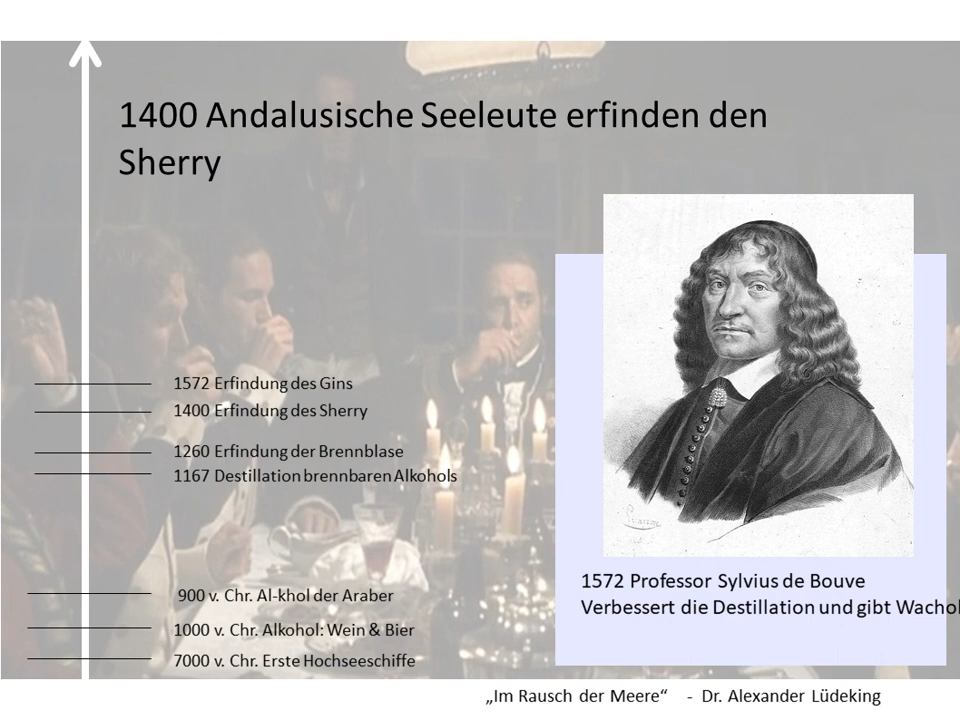 1400 Andalusische Seeleute erfinden den
Sherry
1572 Erfindung des Gins
1400 Erfindung des Sherry
1260 Erfindung der Brennblase
1167 Destillation brennbaren Alkohols
900 v. Chr. Al-khol der Araber
1000 v. Chr. Alkohol: Wein & Bier
7000 v. Chr. Erste Hochseeschiffe
1572 Professor Sylvius de Bouve
Verbessert die Destillation und gibt Wachol
„Im Rausch der Meere“ - Dr. Alexander Lüdeking